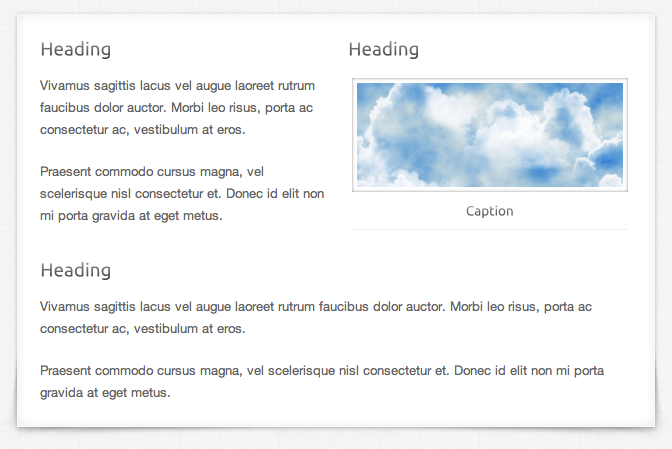 Heading
Vivamus sagittis lacus vel augue laoreet rutrum
faucibus dolor auctor. Morbi leo risus, porta ac
consectetur ac, vestibulum at eros.
Praesent commodo cursus magna, vel
scelerisque nisl consectetur et. Donec id elit non
mi porta gravida at eget metus.
Heading
Caption
Heading
Vivamus sagittis lacus vel augue laoreet rutrum faucibus dolor auctor. Morbi leo risus, porta ac
consectetur ac, vestibulum at eros.
Praesent commodo cursus magna, vel scelerisque nisl consectetur et. Donec id elit non mi porta
gravida at eget metus.